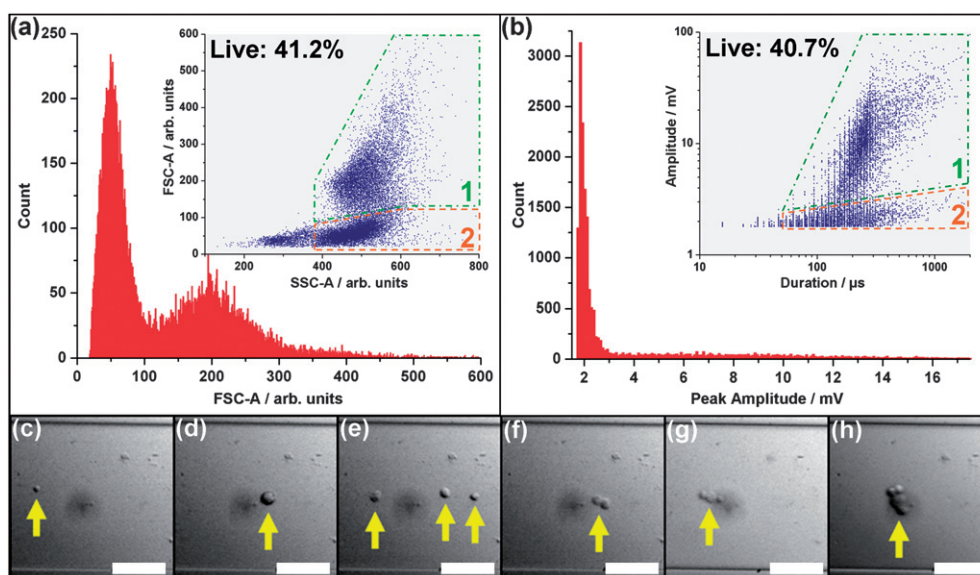 (a)
Live: 41.2%
250
200
150
100
50
0
Count
0 100 200 300 400 500 600
FSC-A / arb. units
600
500
400
300
200
100
0
FSC-A / arb. units
200 400 600 800
SSC-A / arb. units
1
2
(b)
Live: 40.7%
3000
2500
2000
1500
1000
500
0
Count
2 4 6 8 10 12 14 16
Peak Amplitude / mV
100
10
1
Amplitude / mV
10 100 1000
Duration / µs
1
2
(c) (d) (e) (f) (g) (h)